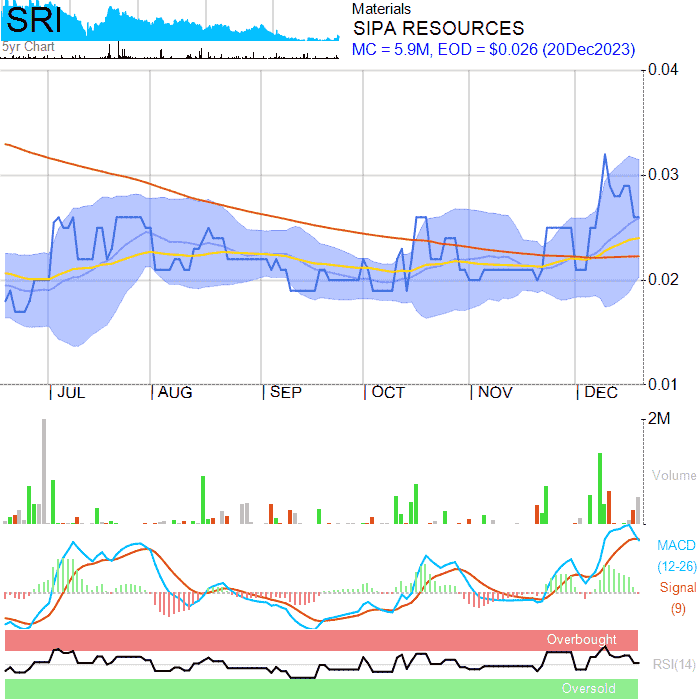 SRI
5yr Chart
Materials
SIPA RESOURCES
MC = 5.9M, EOD = $0.026 (20Dec2023)
0.04
0.03
0.02
0.01
JUL
AUG
SEP
OCT
NOV
DEC
2M
Volume
MACD
(12-26)
Signal
(9)
Overbought
RSI(14)
Oversold